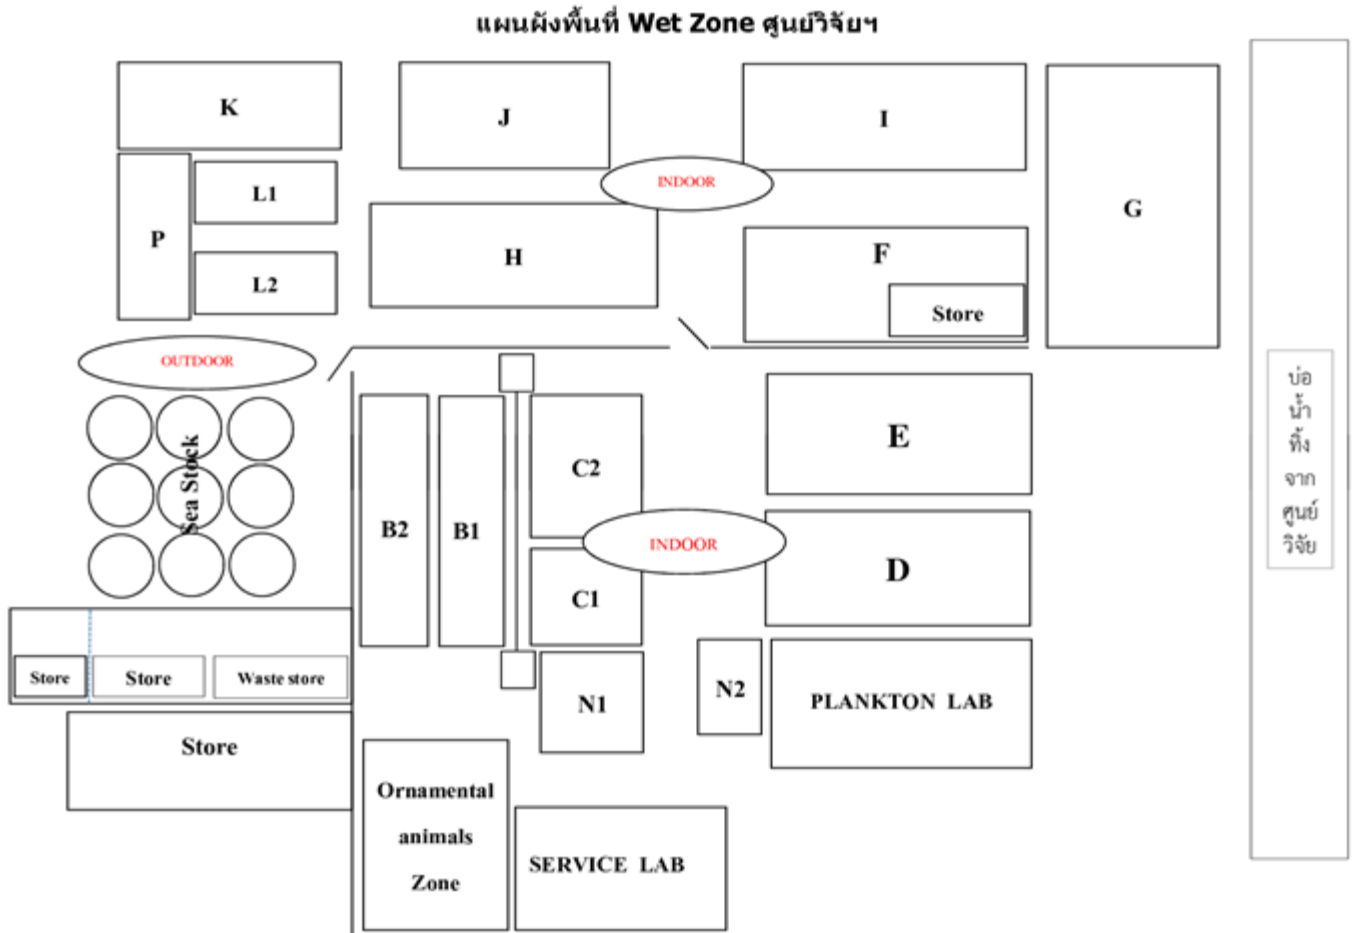 แผนผังพื้นที่ Wet Zone ศูนย์วิจัยฯ
K
J
I
G
L1
P
L2
INDOOR
H
F
Store
OUTDOOR
Sea Stock
B2
B1
C2
C1
INDOOR
E
D
บ่อ
น้ำ
ทิ้ง
จาก
ศูนย์
วิจัย
Store
Store
Waste store
Store
N1
N2
PLANKTON LAB
Ornamental
animals
Zone
SERVICE LAB